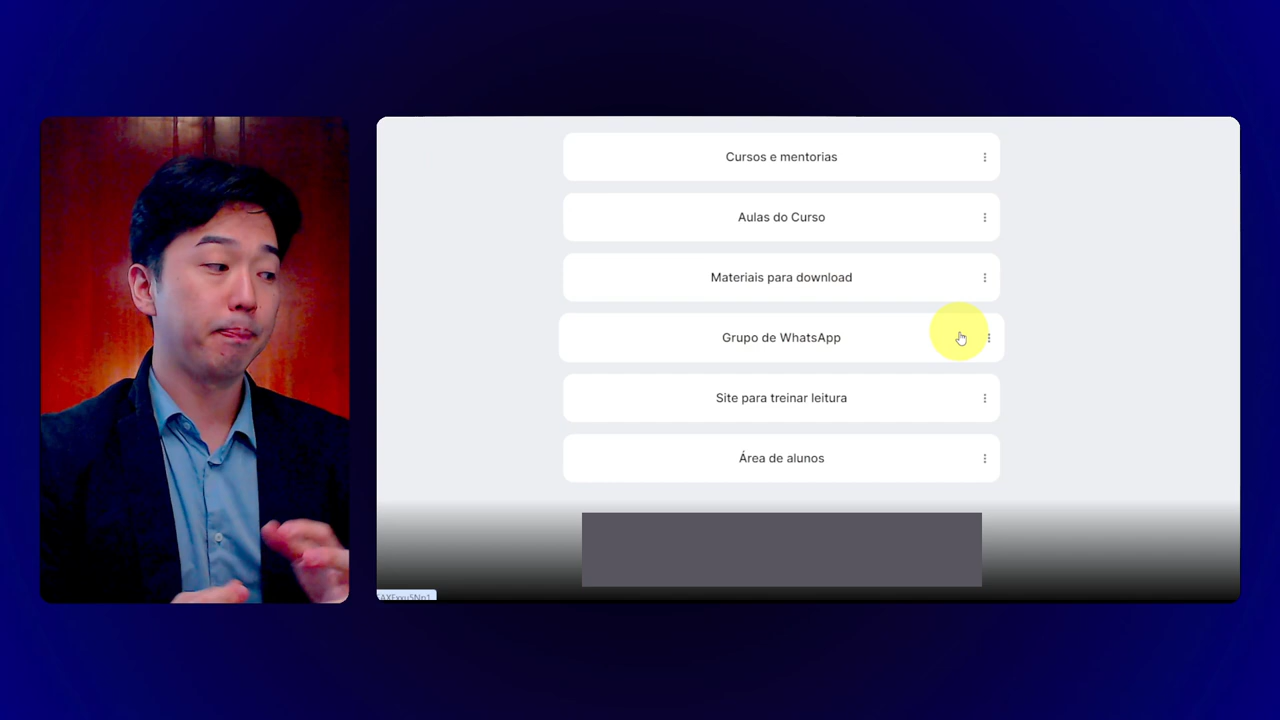 Cursos e mentorias
Aulas do Curso
Materiais para download
Grupo de WhatsApp
Site para treinar leitura
Área de alunos